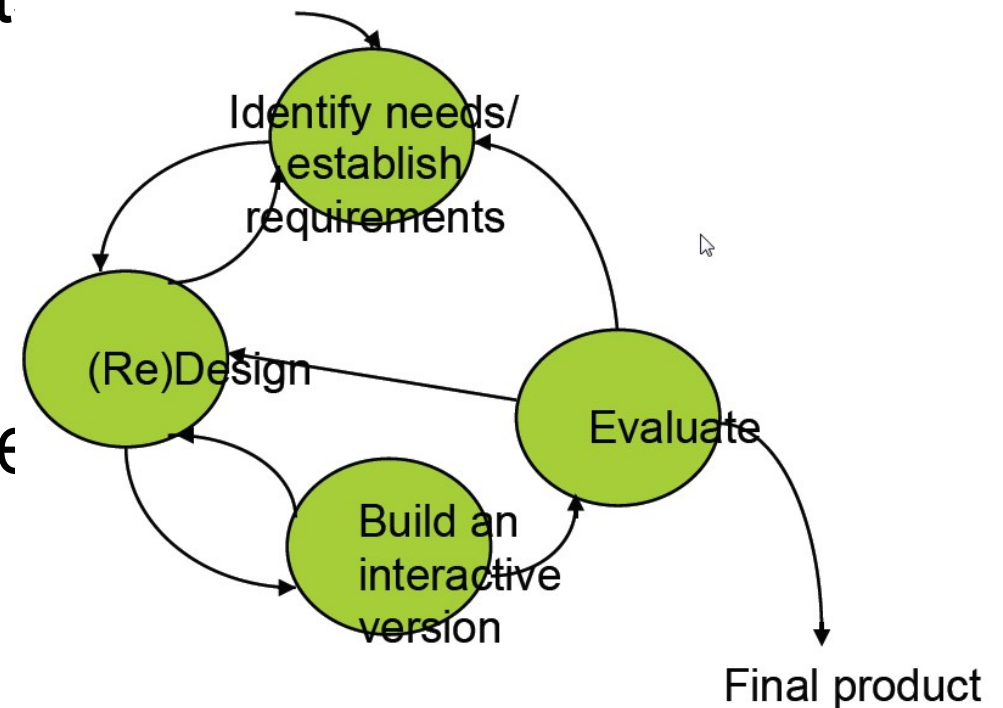 Identify needs/
establish
requirements
(Re)Design
Evaluate
Build an
interactive
version
Final product